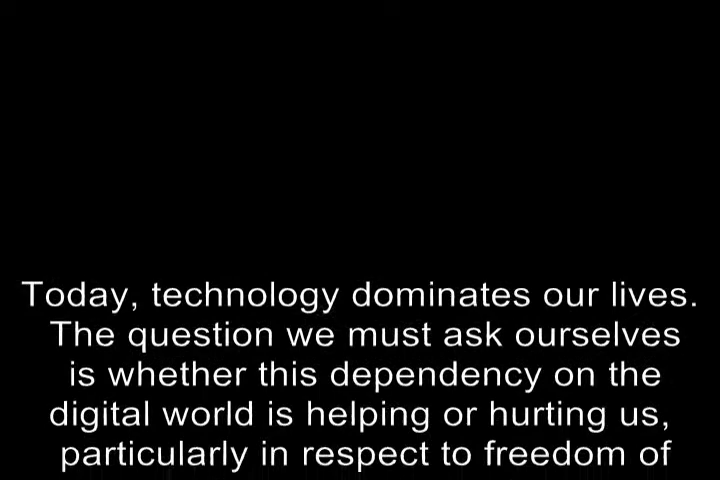 Today, technology dominates our lives.
The question we must ask ourselves
is whether this dependency on the
digital world is helping or hurting us,
particularly in respect to freedom of